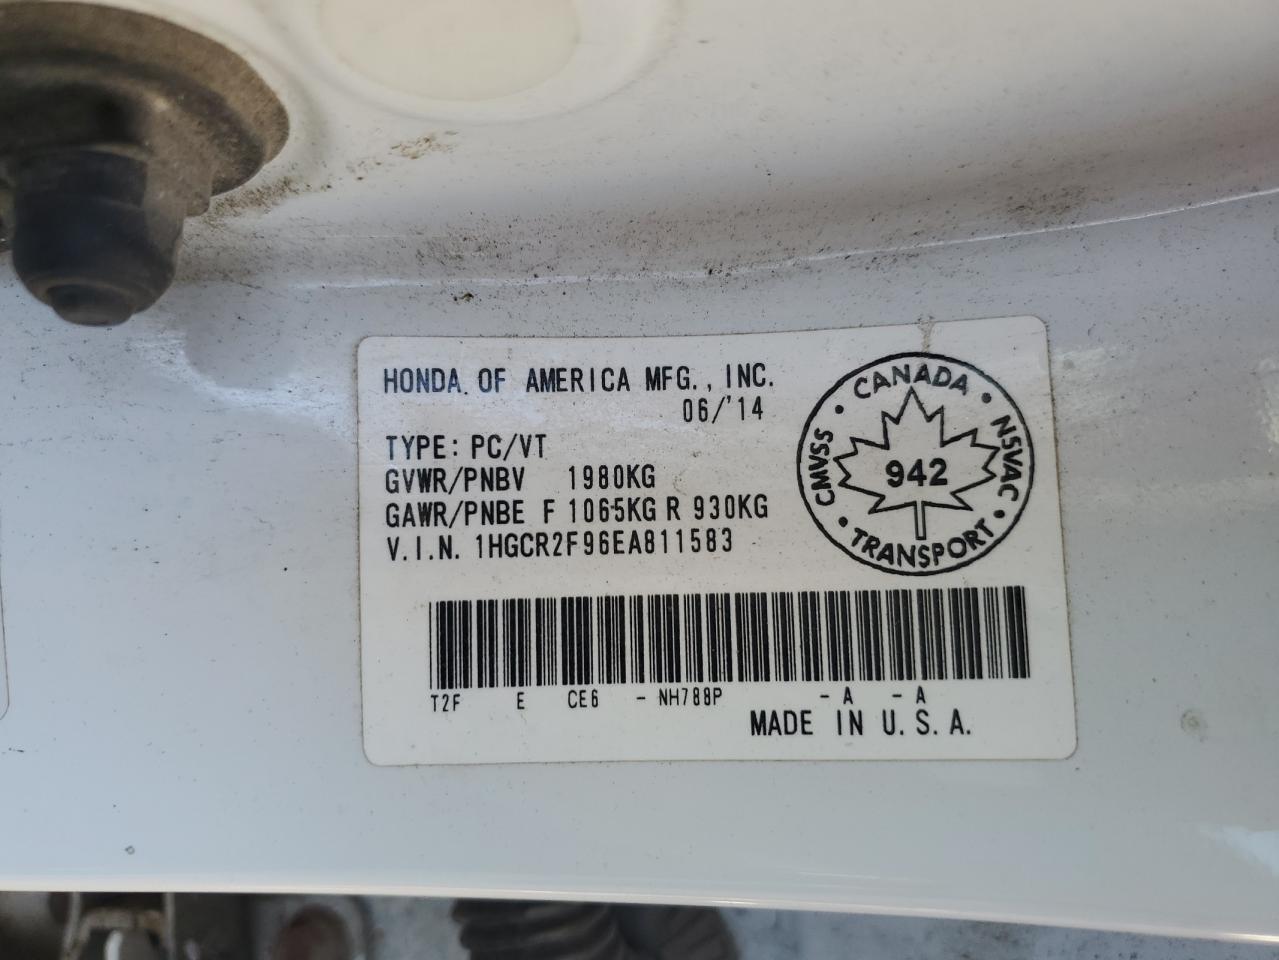 HONDA OF AMERICA MFG., INC.
06/'14
TYPE: PC/VT
GVWR/PNBV 1980KG
GAWR/PNBE F 1065KG R 930KG
V.I.N. 1HGCR2F96EA811583
CANADA · NSVAC · TRANSPORT · CMVSS ·
942
T2F E CE6 - NH788P - A - A
MADE IN U.S.A.